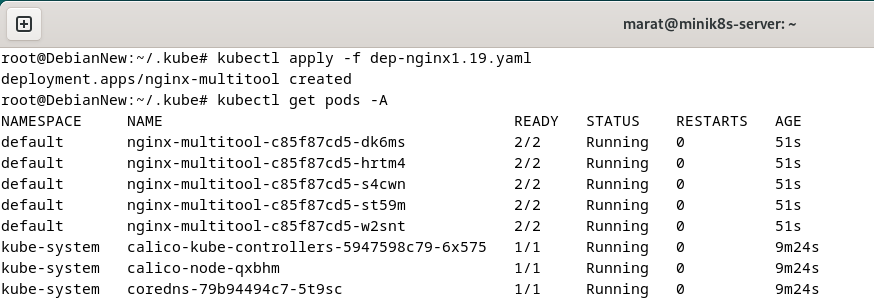 marat@minik8s-server: ~
root@DebianNew:~/.kube# kubectl apply -f dep-nginx1.19.yaml
deployment.apps/nginx-multitool created
root@DebianNew:~/.kube# kubectl get pods -A
NAMESPACE     NAME                                       READY   STATUS    RESTARTS   AGE
default       nginx-multitool-c85f87cd5-dk6ms            2/2     Running   0          51s
default       nginx-multitool-c85f87cd5-hrtm4            2/2     Running   0          51s
default       nginx-multitool-c85f87cd5-s4cwn            2/2     Running   0          51s
default       nginx-multitool-c85f87cd5-st59m            2/2     Running   0          51s
default       nginx-multitool-c85f87cd5-w2snt            2/2     Running   0          51s
kube-system   calico-kube-controllers-5947598c79-6x575   1/1     Running   0          9m24s
kube-system   calico-node-qxbhm                          1/1     Running   0          9m24s
kube-system   coredns-79b94494c7-5t9sc                   1/1     Running   0          9m24s